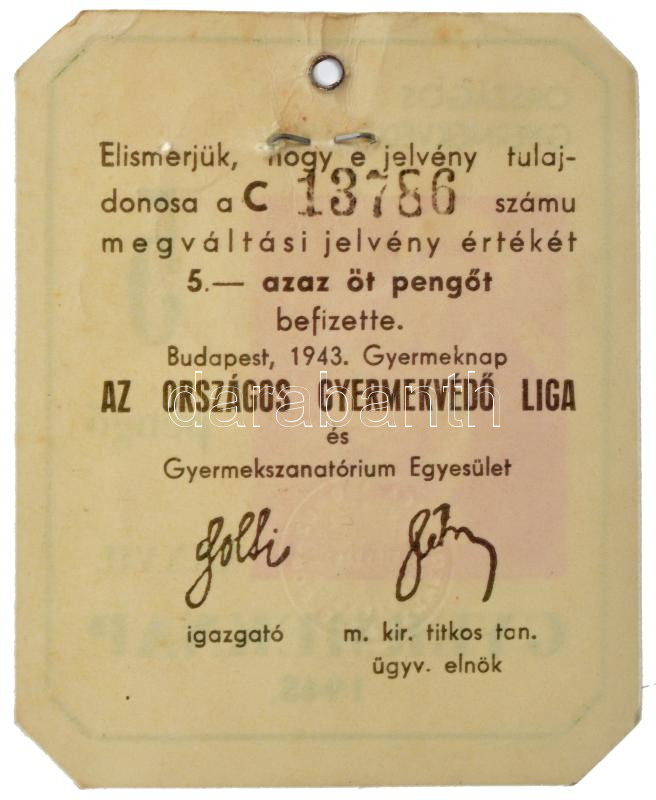 Elismerjük, hogy e jelvény tulaj-
donosa a C 13786 számu
megváltási jelvény értékét
5.— azaz öt pengőt
befizette.
Budapest, 1943. Gyermeknap
AZ ORSZÁGOS GYERMEKVÉDŐ LIGA
darabanth
és
Gyermekszanatórium Egyesület
igazgató m. kir. titkos tan.
ügyv. elnök